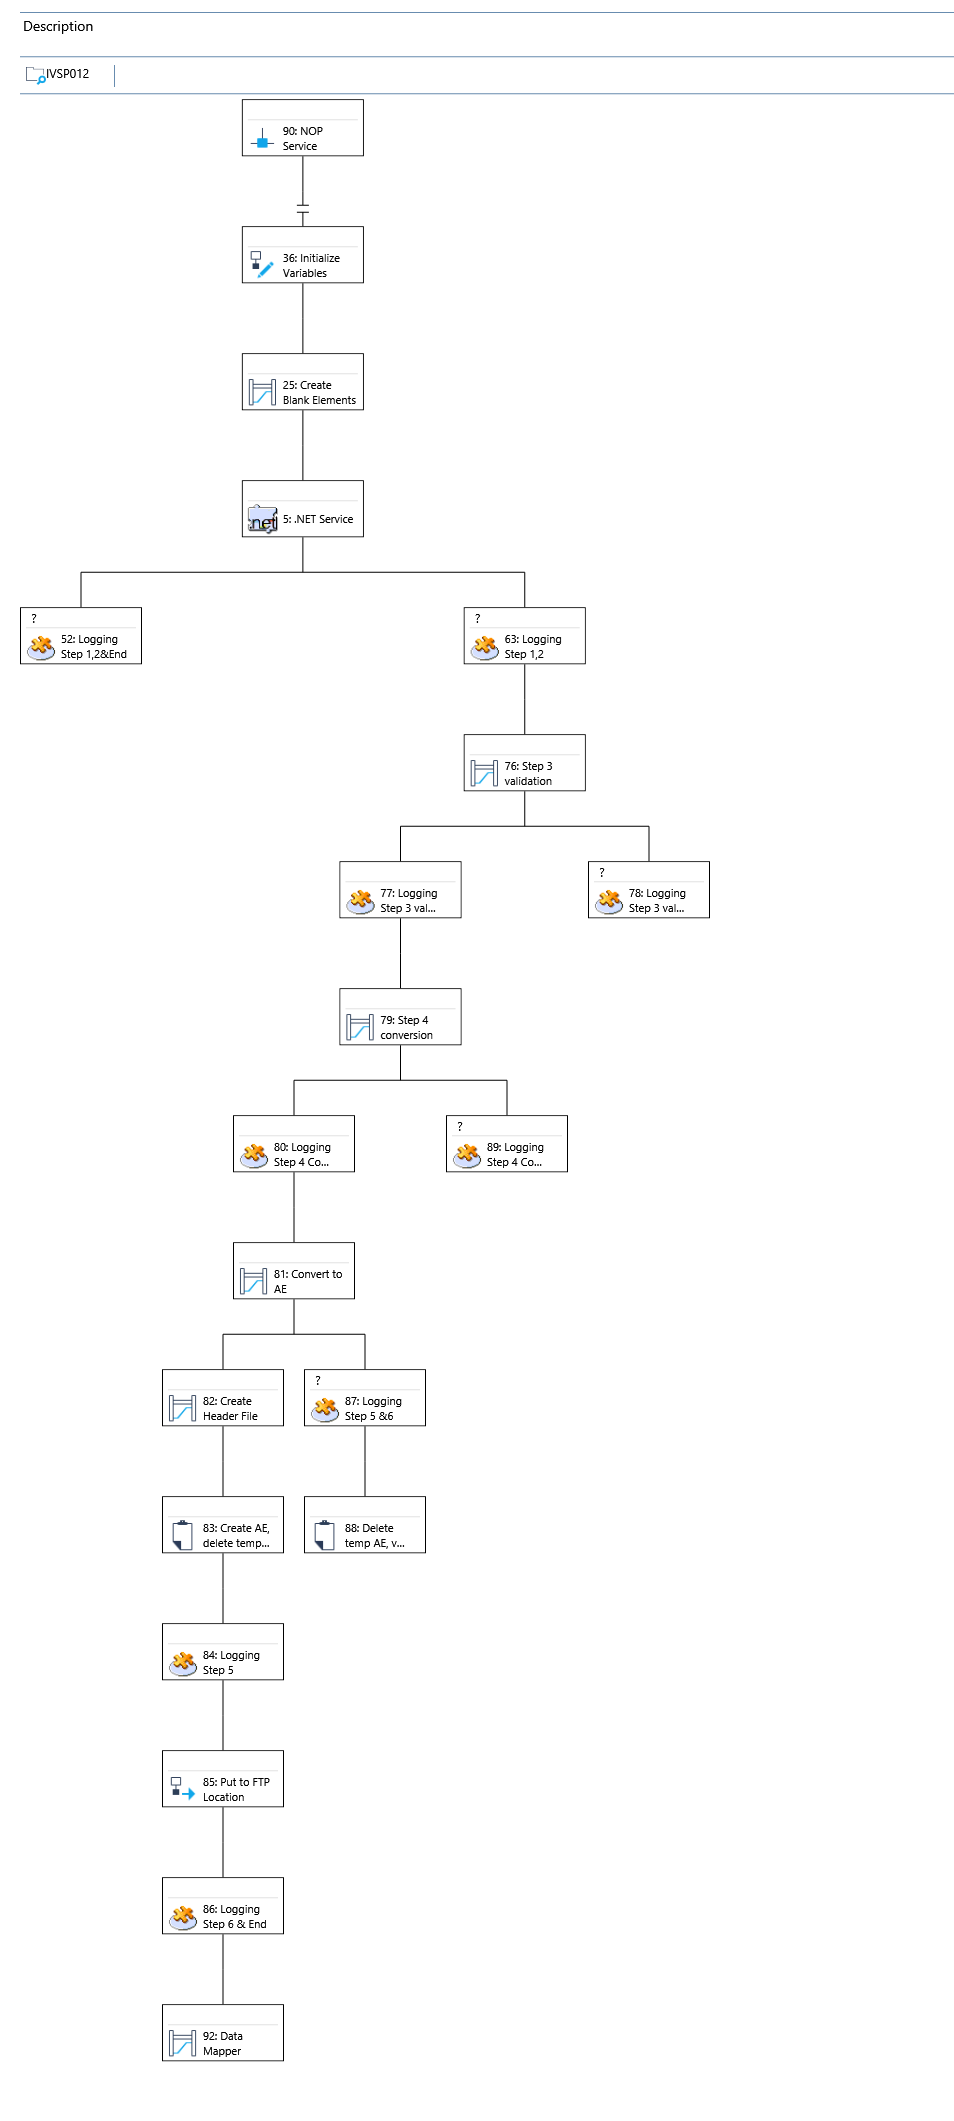 Description
IVSP012
90: NOP
Service
36: Initialize
Variables
25: Create
Blank Elements
.net
5: .NET Service
?
52: Logging
Step 1,2&End
?
63: Logging
Step 1,2
76: Step 3
validation
77: Logging
Step 3 val...
?
78: Logging
Step 3 val...
79: Step 4
conversion
80: Logging
Step 4 Co...
?
89: Logging
Step 4 Co...
81: Convert to
AE
82: Create
Header File
?
87: Logging
Step 5 &6
83: Create AE,
delete temp...
88: Delete
temp AE, v...
84: Logging
Step 5
85: Put to FTP
Location
86: Logging
Step 6 & End
92: Data
Mapper